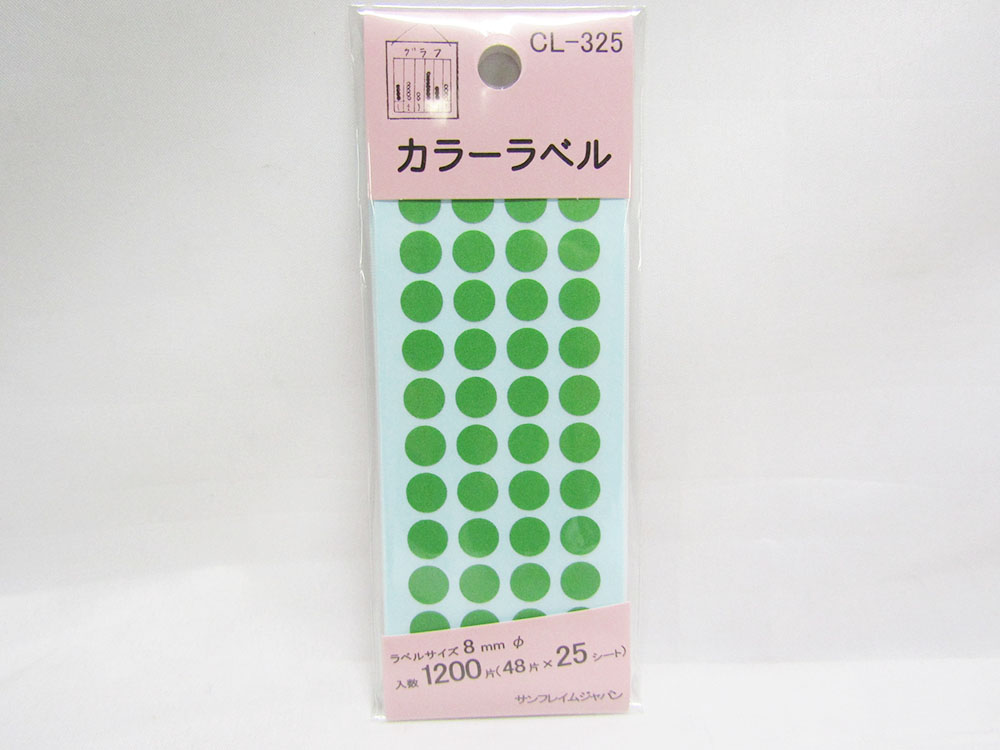 CL-325
グラフ
カラーラベル
ラベルサイズ 8 mm φ
入数 1200片(48片×25シート)
サンフレイムジャパン